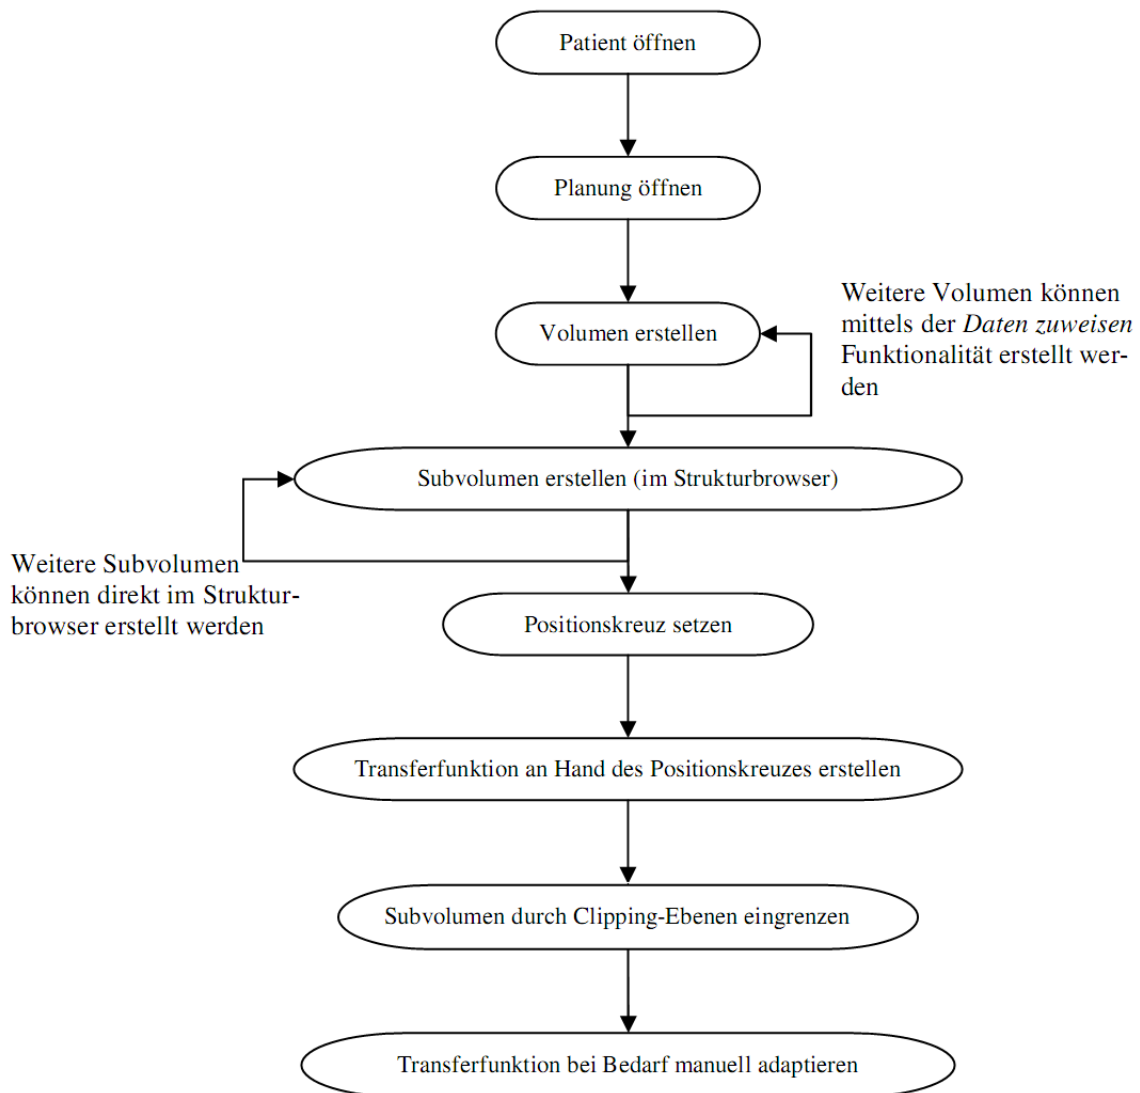 Patient öffnen
Planung öffnen
Volumen erstellen
Weitere Volumen können
mittels der Daten zuweisen
Funktionalität erstellt wer-
den
Subvolumen erstellen (im Strukturbrowser)
Weitere Subvolumen
können direkt im Struktur-
browser erstellt werden
Positionskreuz setzen
Transferfunktion an Hand des Positionskreuzes erstellen
Subvolumen durch Clipping-Ebenen eingrenzen
Transferfunktion bei Bedarf manuell adaptieren